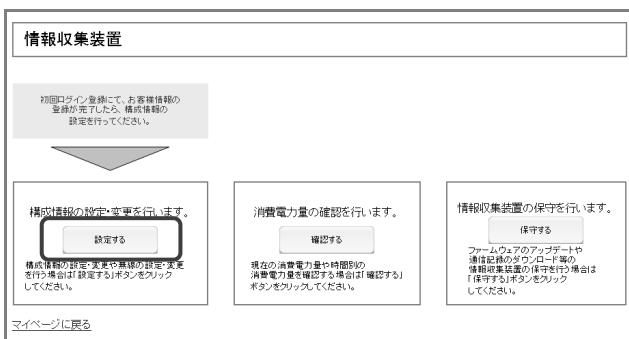 情報収集装置
初回ログイン登録にて、お客様情報の
登録が完了したら、構成情報の
設定を行ってください。
構成情報の設定・変更を行います。
設定する
構成情報の設定・変更や無線の設定・変更
を行う場合は「設定する」ボタンをクリック
してください。
消費電力量の確認を行います。
確認する
現在の消費電力量や時間別の
消費電力量を確認する場合は「確認する」
ボタンをクリックしてください。
情報収集装置の保守を行います。
保守する
ファームウェアのアップデートや
通信記録のダウンロード等の
情報収集装置の保守を行う場合は
「保守する」ボタンをクリック
してください。
マイページに戻る